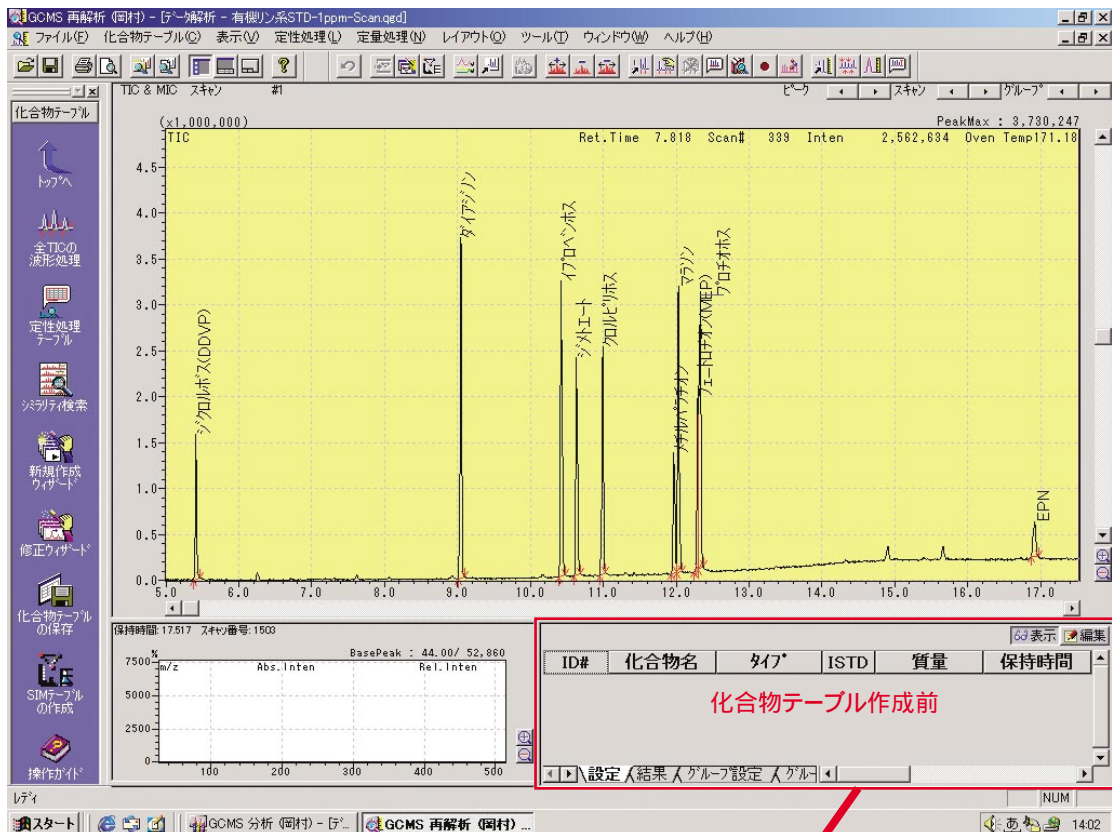 GCMS 再解析 (岡村) - [データ解析 - 有機リン系STD-1ppm-Scan.qgd]
ファイル(F) 化合物テーブル(C) 表示(V) 定性処理(L) 定量処理(N) レイアウト(O) ツール(T) ウィンドウ(W) ヘルプ(H)
TIC & MIC スキャン #1
ピーク スキャン グループ
化合物テーブル
トップへ
全TICの
波形処理
定性処理
テーブル
シミラリティ検索
新規作成
ウィザード
修正ウィザード
化合物テーブル
の保存
SIMテーブル
の作成
操作ガイド
(x1,000,000)
PeakMax : 3,730,247
TIC
Ret.Time 7.818 Scan# 339 Inten 2,562,634 Oven Temp171.18
4.5
4.0
3.5
3.0
2.5
2.0
1.5
1.0
0.5
0.0
ジクロルボス(DDVP)
ダイアジノン
イプロベンホス
ジメトエート
クロルピリホス
メチルパラチオン
マラソン
フェニトロチオン(MEP)
プロチオホス
EPN
5.0 6.0 7.0 8.0 9.0 10.0 11.0 12.0 13.0 14.0 15.0 16.0 17.0
保持時間: 17.517 スキャン番号: 1503
%
BasePeak : 44.00/ 52,860
m/z Abs.Inten Rel.Inten
7500
5000
2500
0
100 200 300 400 500
表示 編集
ID# 化合物名 タイプ ISTD 質量 保持時間
化合物テーブル作成前
設定 結果 グループ設定 グル
レディ
NUM
スタート GCMS 分析 (岡村) - [デ... GCMS 再解析 (岡村) ...
あ 14:02